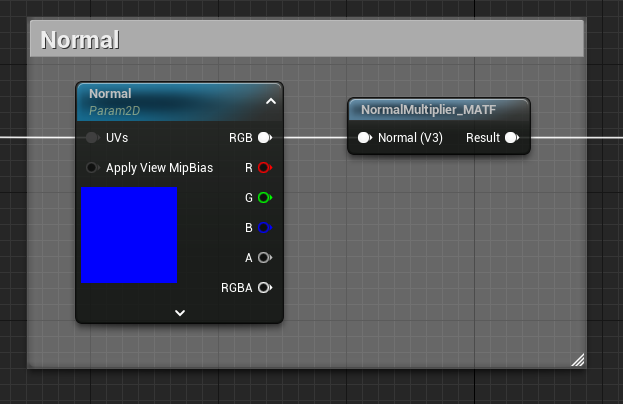 Normal
Normal
Param2D
UVs
RGB
Apply View MipBias
R
G
B
A
RGBA
NormalMultiplier_MATF
Normal (V3)
Result